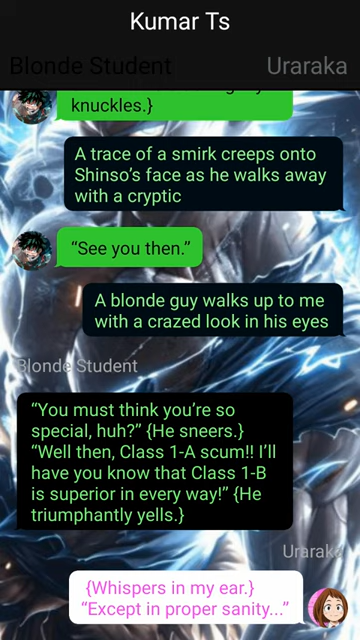 Kumar Ts
Blonde Student
Uraraka
knuckles.}
A trace of a smirk creeps onto
Shinso’s face as he walks away
with a cryptic
“See you then.”
A blonde guy walks up to me
with a crazed look in his eyes
Blonde Student
“You must think you’re so
special, huh?” {He sneers.}
“Well then, Class 1-A scum!! I’ll
have you know that Class 1-B
is superior in every way!” {He
triumphantly yells.}
Uraraka
{Whispers in my ear.}
“Except in proper sanity...”